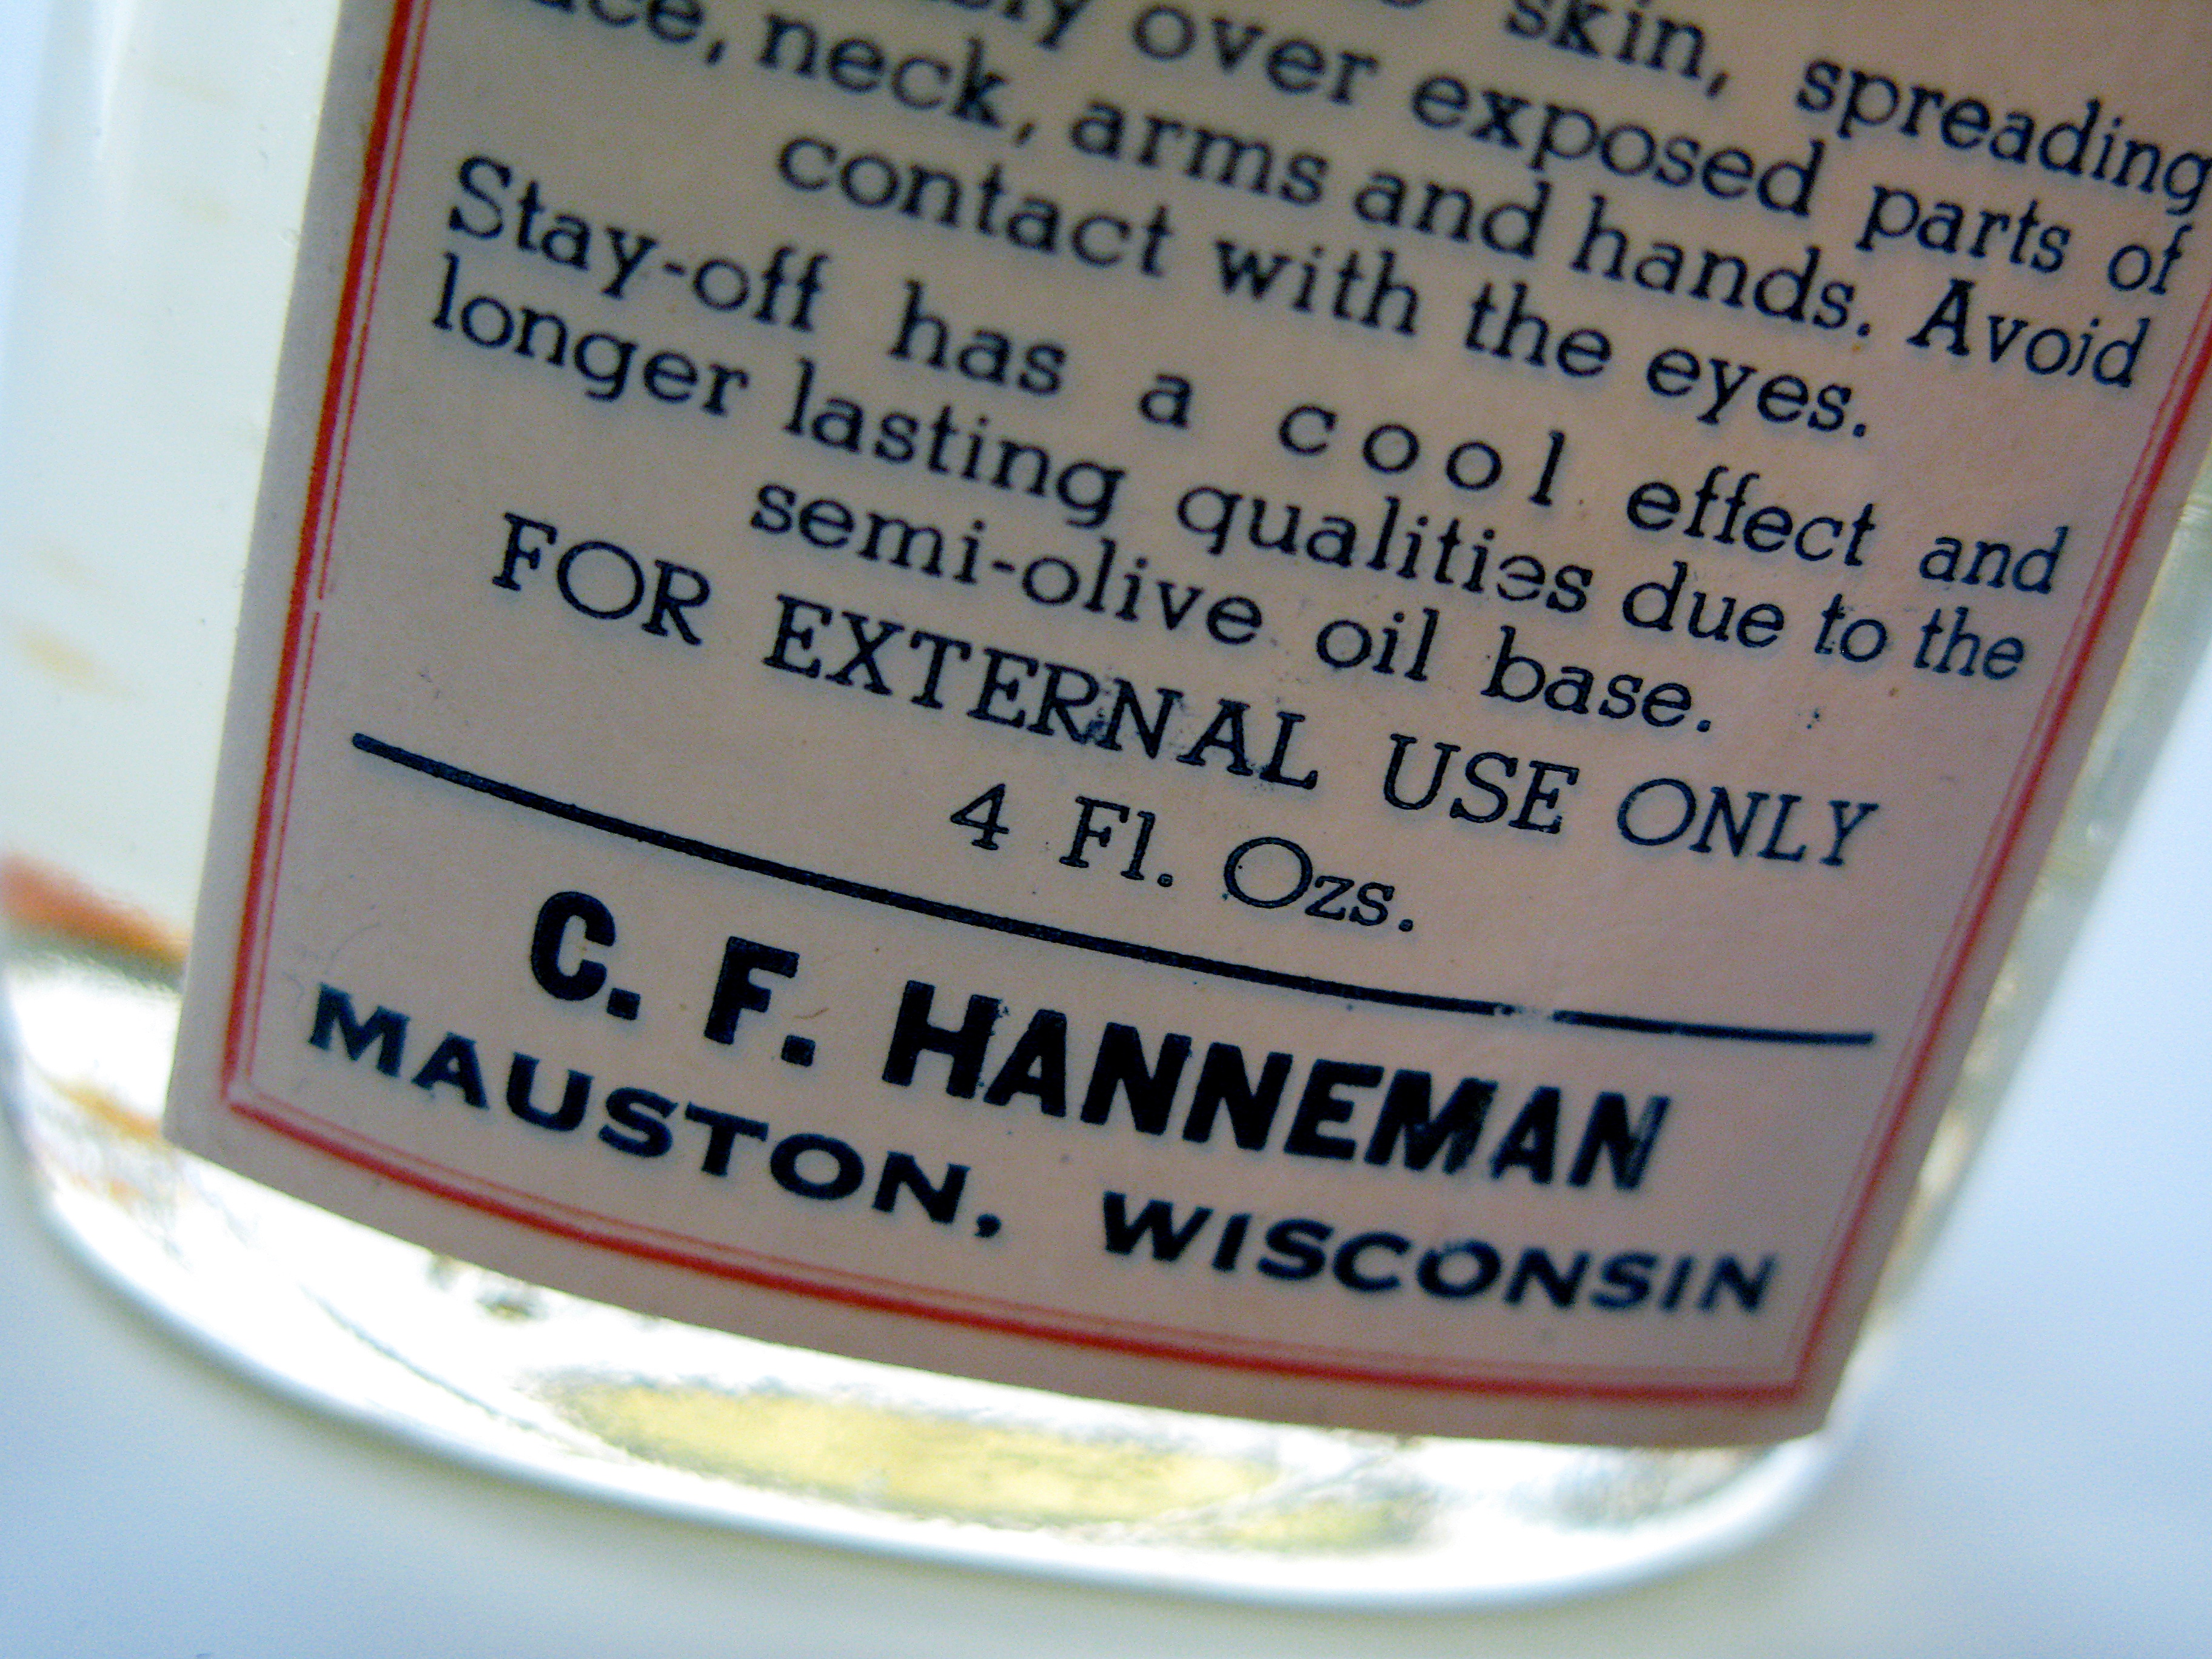 skin, spreading
over exposed parts of
neck, arms and hands. Avoid
contact with the eyes.
Stay-off has a cool effect and
longer lasting qualities due to the
semi-olive oil base.
FOR EXTERNAL USE ONLY
4 Fl. Ozs.
C. F. HANNEMAN
MAUSTON, WISCONSIN